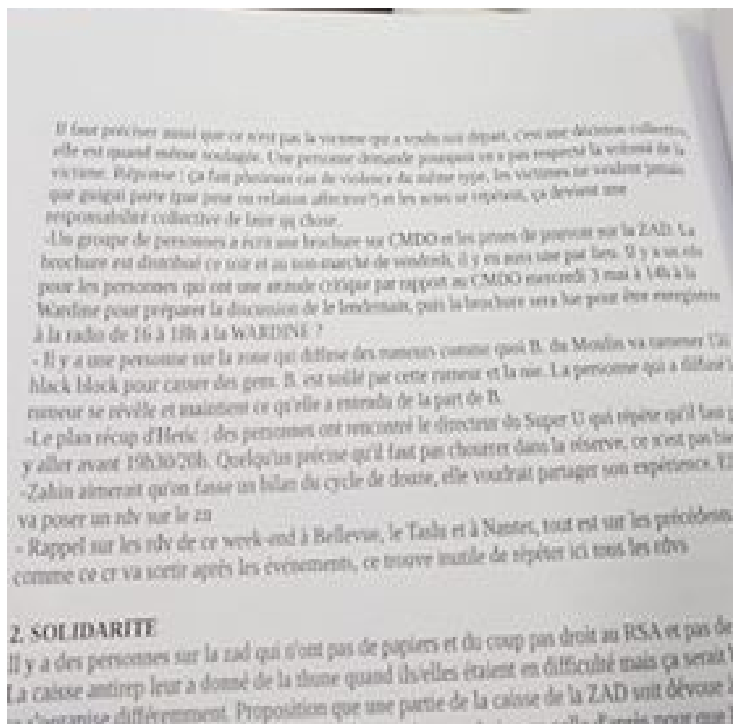 Il faut préciser aussi que ce n'est pas la victime qui a voulu son départ, c'est une décision collective,
elle est quand même soulagée. Une personne demande pourquoi on a pas respecté la volonté de la
victime. Réponse : ça fait plusieurs cas de violence du même type, les victimes ne veulent jamais
que guigui parte (par peur ou relation affective ?) et les actes se répètent, ça devient une
responsabilité collective de faire qq chose.
-Un groupe de personnes a écrit une brochure sur CMDO et les prises de pouvoir sur la ZAD. La
brochure est distribué ce soir et au non-marché de vendredi, il y en aura une par lieu. Il y a un rdv
pour les personnes qui ont une attitude critique par rapport au CMDO mercredi 3 mai à 14h à la
Wardine pour préparer la discussion de le lendemain, puis la brochure sera lue pour être enregistrée
à la radio de 16 à 18h à la WARDINE ?
- Il y a une personne sur la zone qui diffuse des rumeurs comme quoi B. du Moulin va ramener
black block pour casser des gens. B. est soûlé par cette rumeur et la nie. La personne qui a diffusé
rumeur se révèle et maintient ce qu'elle a entendu de la part de B.
-Le plan récup d'Heric : des personnes ont rencontré le directeur du Super U qui répète qu'il faut
y aller avant 19h30/20h. Quelqu'un précise qu'il faut pas chourrer dans la réserve, ce n'est pas
-Zahin aimerait qu'on fasse un bilan du cycle de douze, elle voudrait partager son expérience.
va poser un rdv sur le zn
- Rappel sur les rdv de ce week-end à Bellevue, le Taslu et à Nantes, tout est sur les précédents
comme ce cr va sortir après les événements, ce trouve inutile de répéter ici tous les rdvs
2. SOLIDARITE
Il y a des personnes sur la zad qui n'ont pas de papiers et du coup pas droit au RSA et pas de
La caisse antirep leur a donné de la thune quand ils/elles étaient en difficulté mais ça serait
s'organise différemment. Proposition que une partie de la caisse de la ZAD soit dévoue